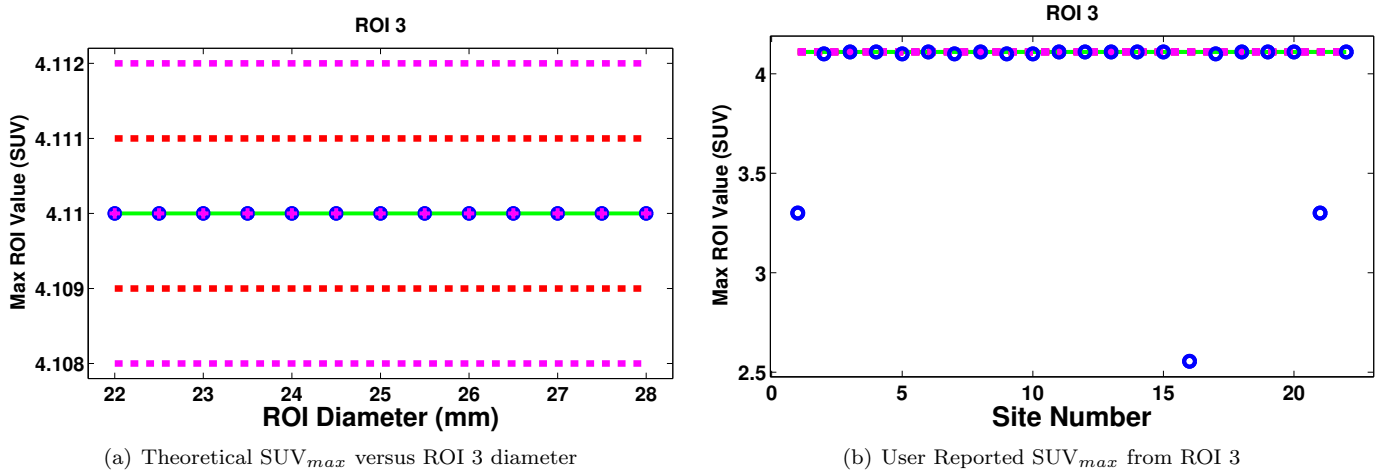 ROI 3
Max ROI Value (SUV)
4.112
4.111
4.11
4.109
4.108
22 23 24 25 26 27 28
ROI Diameter (mm)
(a) Theoretical SUVmax versus ROI 3 diameter
ROI 3
Max ROI Value (SUV)
4
3.5
3
2.5
0 5 10 15 20
Site Number
(b) User Reported SUVmax from ROI 3